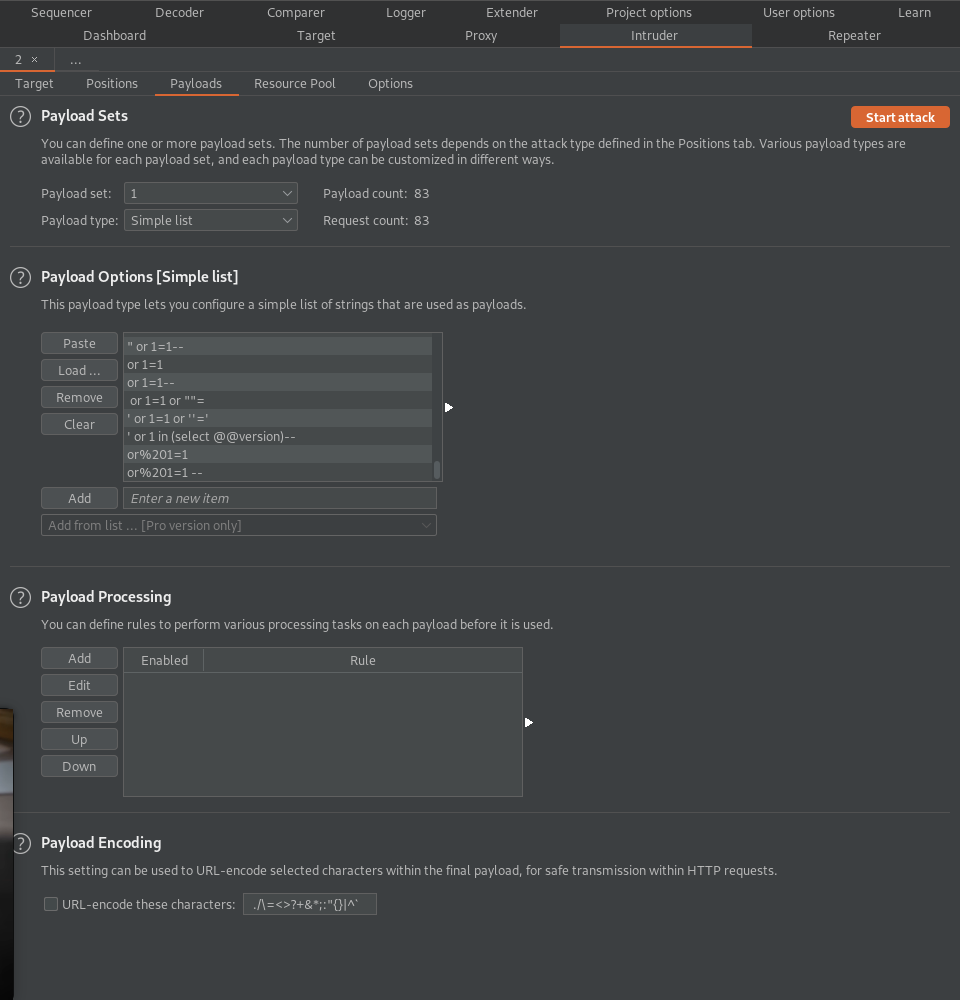 Sequencer Decoder Comparer Logger Extender Project options User options Learn
Dashboard Target Proxy Intruder Repeater
2 × ...
Target Positions Payloads Resource Pool Options
? Payload Sets Start attack
You can define one or more payload sets. The number of payload sets depends on the attack type defined in the Positions tab. Various payload types are
available for each payload set, and each payload type can be customized in different ways.
Payload set: 1 Payload count: 83
Payload type: Simple list Request count: 83
? Payload Options [Simple list]
This payload type lets you configure a simple list of strings that are used as payloads.
Paste
Load ...
Remove
Clear
" or 1=1--
or 1=1
or 1=1--
or 1=1 or ""=
' or 1=1 or ''='
' or 1 in (select @@version)--
or%201=1
or%201=1 --
Add Enter a new item
Add from list ... [Pro version only]
? Payload Processing
You can define rules to perform various processing tasks on each payload before it is used.
Add
Edit
Remove
Up
Down
Enabled Rule
? Payload Encoding
This setting can be used to URL-encode selected characters within the final payload, for safe transmission within HTTP requests.
URL-encode these characters: ./\=<>?+&*;:"{}|^`